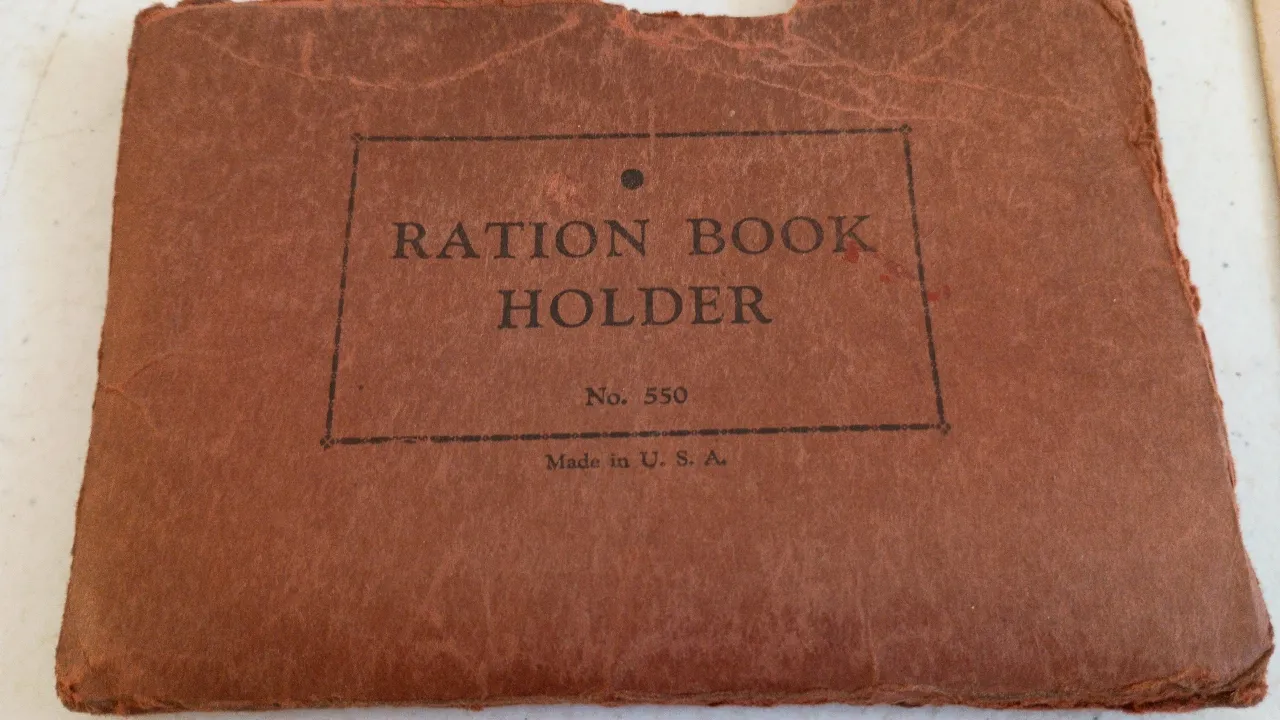 RATION BOOK
HOLDER
No. 550
Made in U. S. A.